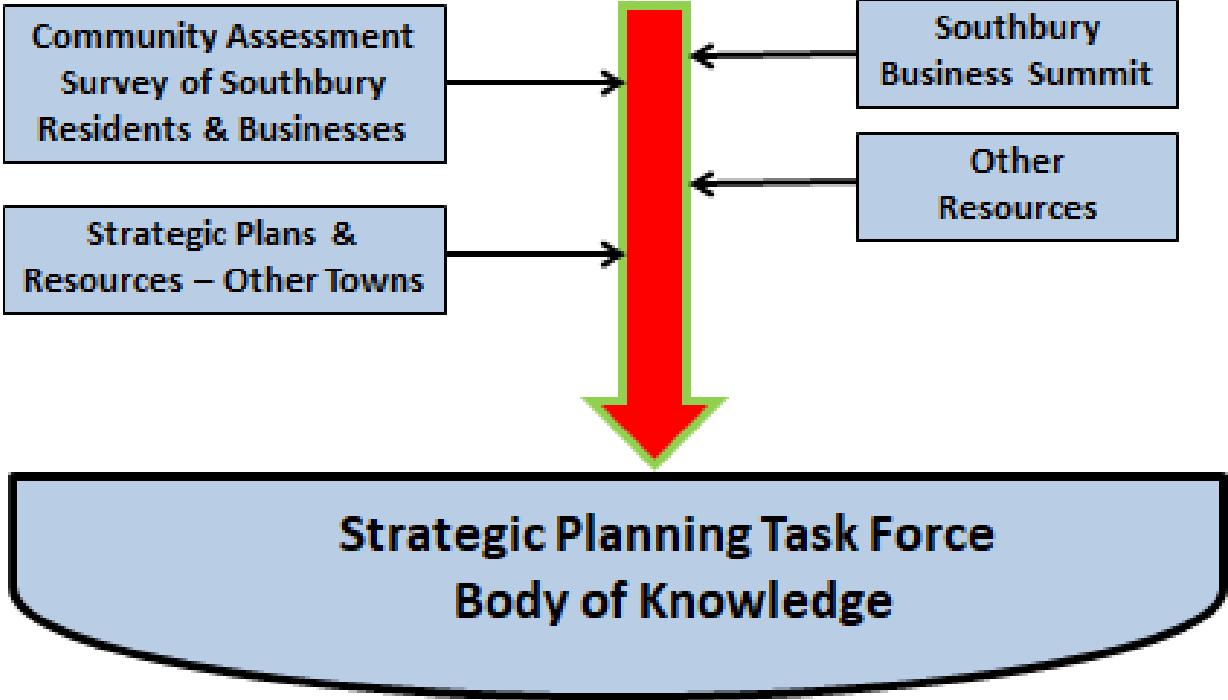 Community Assessment
Survey of Southbury
Residents & Businesses
Strategic Plans &
Resources – Other Towns
Southbury
Business Summit
Other
Resources
Strategic Planning Task Force
Body of Knowledge